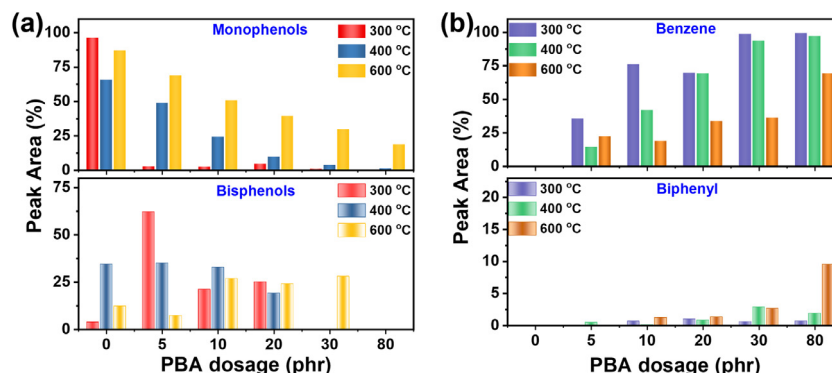 (a)
Monophenols
300 °C
400 °C
600 °C
100
75
50
25
0
Bisphenols
300 °C
400 °C
600 °C
75
50
25
0
Peak Area (%)
0 5 10 20 30 80
PBA dosage (phr)
(b)
Benzene
300 °C
400 °C
600 °C
100
75
50
25
0
Biphenyl
300 °C
400 °C
600 °C
20
15
10
5
0
Peak Area (%)
0 5 10 20 30 80
PBA dosage (phr)